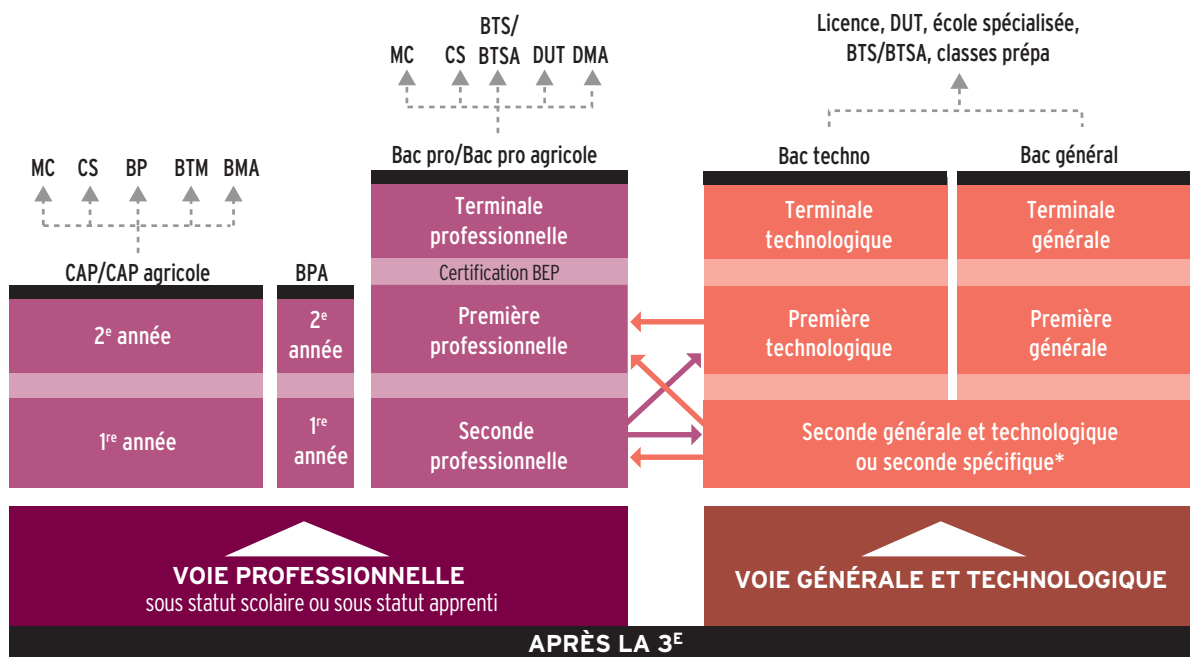 BTS/
MC CS BTSA DUT DMA
Licence, DUT, école spécialisée,
BTS/BTSA, classes prépa
MC CS BP BTM BMA
Bac pro/Bac pro agricole
Bac techno
Bac général
Terminale
professionnelle
Terminale
technologique
Terminale
générale
CAP/CAP agricole
BPA
Certification BEP
2e année
2e
année
Première
professionnelle
Première
technologique
Première
générale
1re année
1re
année
Seconde
professionnelle
Seconde générale et technologique
ou seconde spécifique*
VOIE PROFESSIONNELLE
sous statut scolaire ou sous statut apprenti
VOIE GÉNÉRALE ET TECHNOLOGIQUE
APRÈS LA 3E